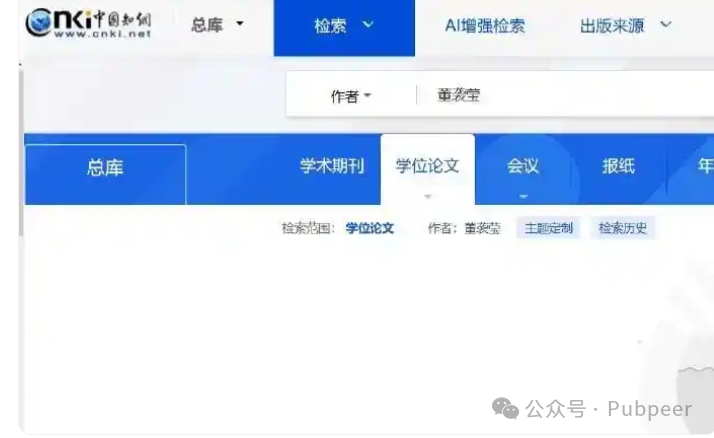 cnki中国知网
www.cnki.net
总库 检索 AI增强检索 出版来源
作者 董袭莹
总库 学术期刊 学位论文 会议 报纸 年
检索范围： 学位论文 作者：董袭莹 主题定制 检索历史
公众号 · Pubpeer